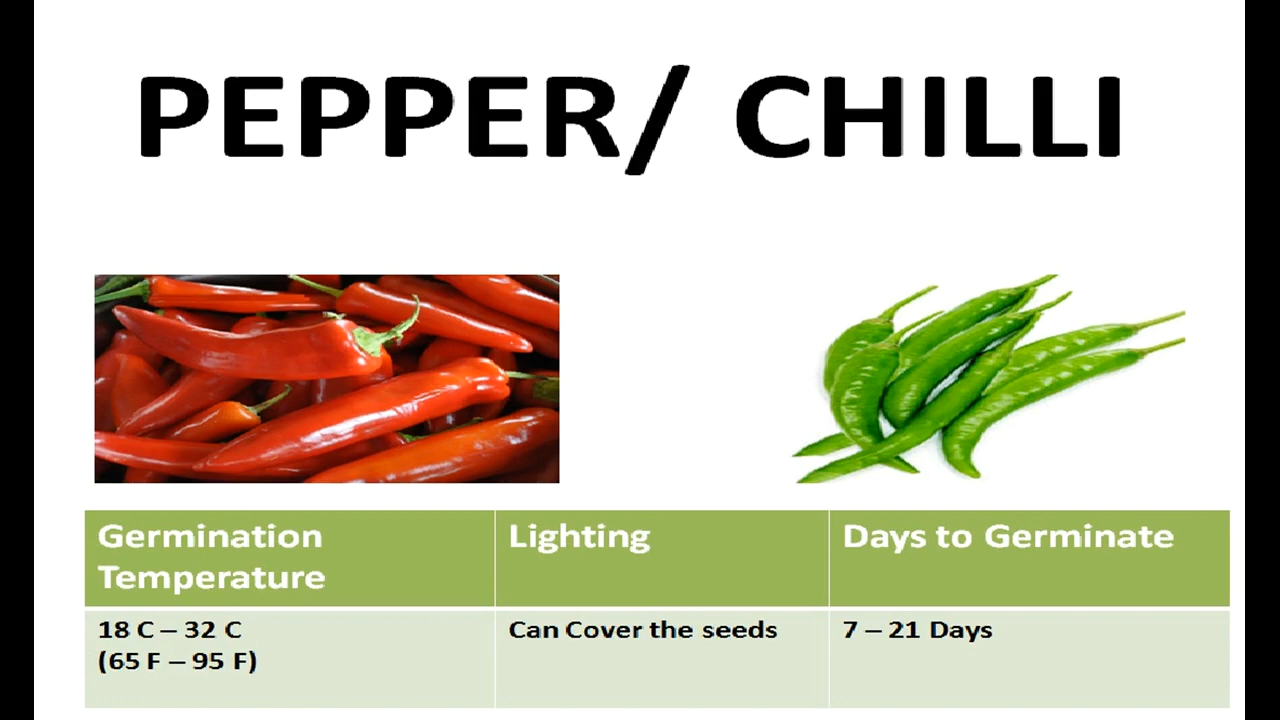 PEPPER/ CHILLI
Germination Temperature
Lighting
Days to Germinate
18 C – 32 C
(65 F – 95 F)
Can Cover the seeds
7 – 21 Days